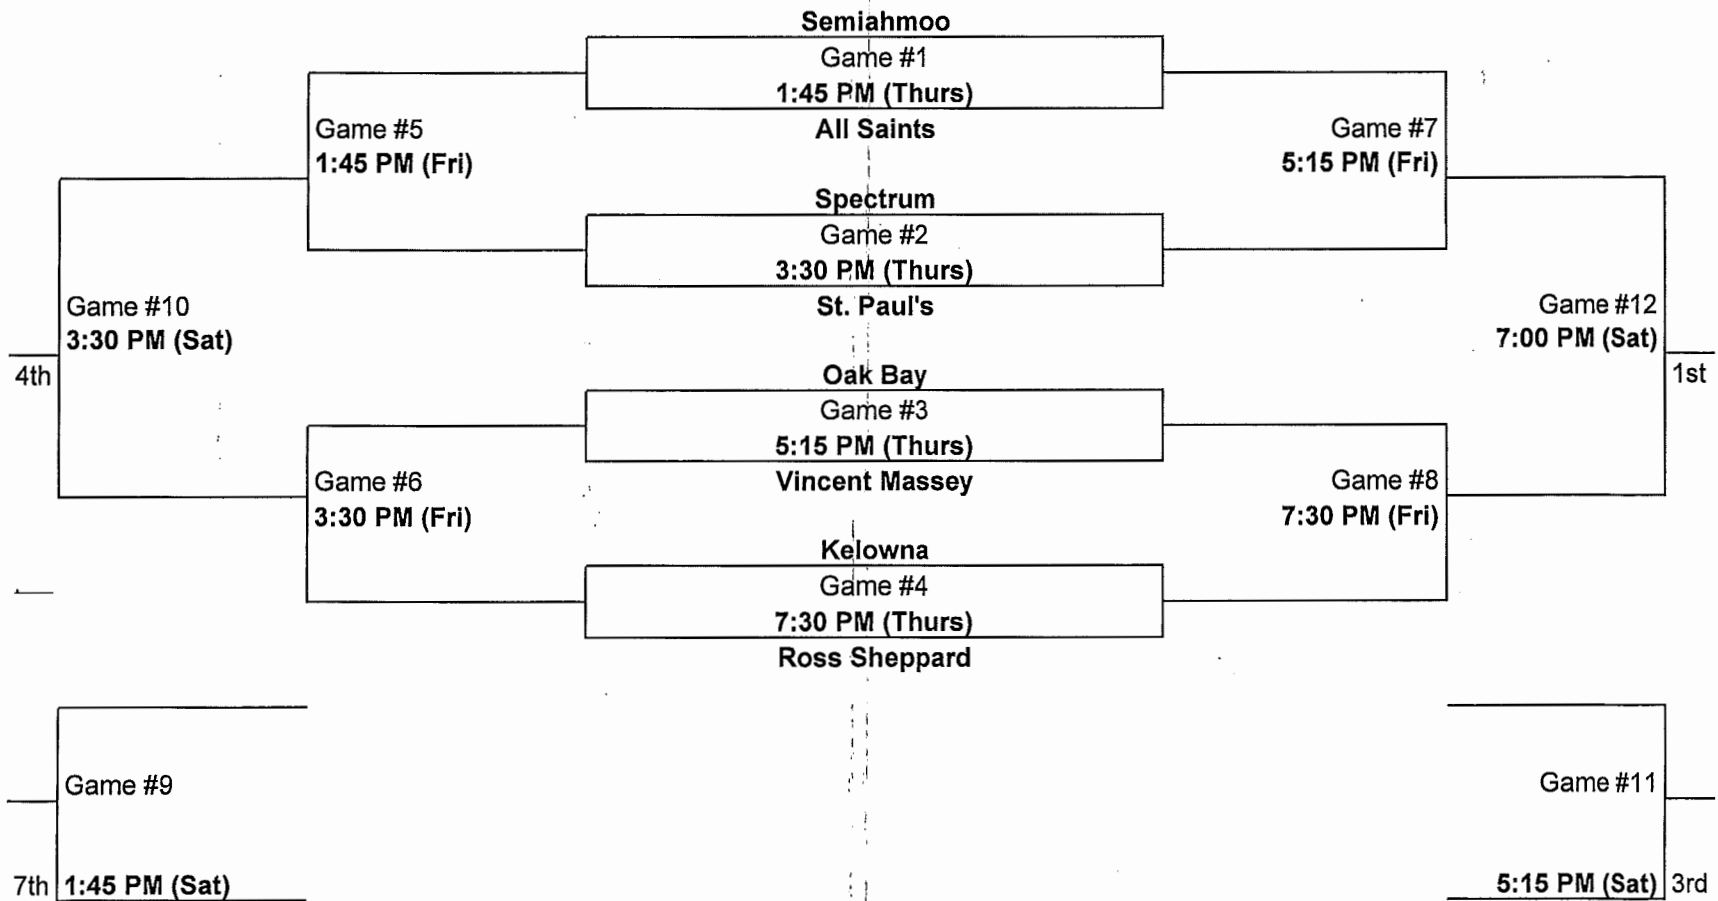 Semiahmoo
Game #1
1:45 PM (Thurs)
All Saints
Game #5
1:45 PM (Fri)
Game #7
5:15 PM (Fri)
Spectrum
Game #2
3:30 PM (Thurs)
St. Paul's
Game #10
3:30 PM (Sat)
4th
Game #12
7:00 PM (Sat)
1st
Oak Bay
Game #3
5:15 PM (Thurs)
Vincent Massey
Game #6
3:30 PM (Fri)
Game #8
7:30 PM (Fri)
Kelowna
Game #4
7:30 PM (Thurs)
Ross Sheppard
Game #9
7th
1:45 PM (Sat)
Game #11
5:15 PM (Sat)
3rd